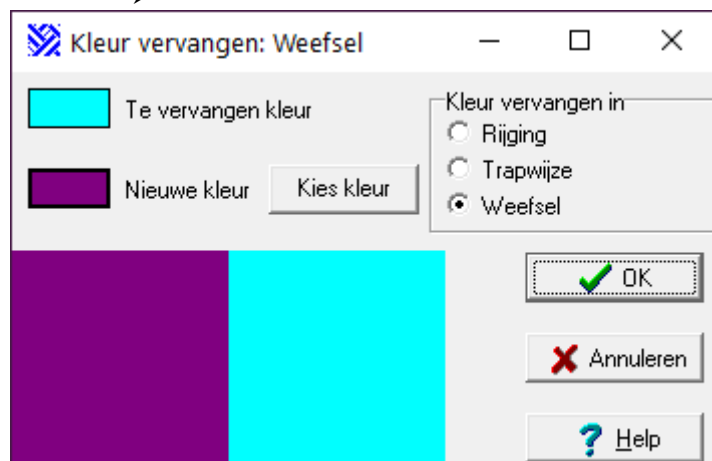 Kleur vervangen: Weefsel
Te vervangen kleur
Kleur vervangen in
Rijging
Trapwijze
Nieuwe kleur
Kies kleur
Weefsel
OK
Annuleren
Help